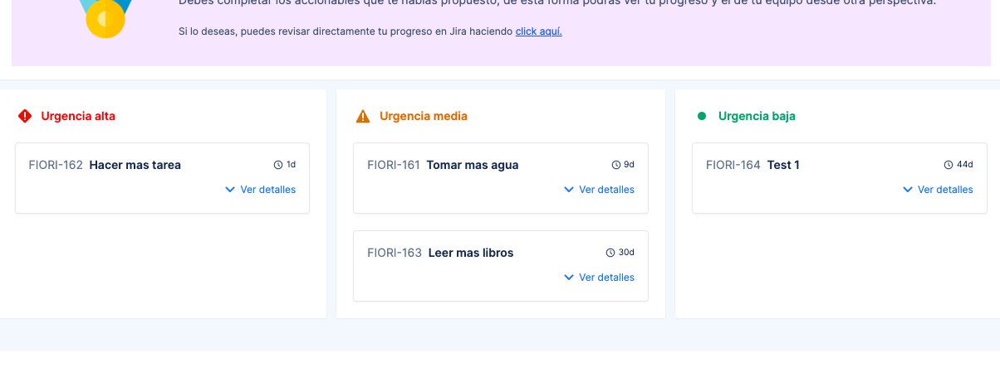 Debes completar los accionables que te habías propuesto, de esta forma podrás ver tu progreso y el de tu equipo desde otra perspectiva.
Si lo deseas, puedes revisar directamente tu progreso en Jira haciendo click aquí.
Urgencia alta
FIORI-162 Hacer mas tarea 1d
Ver detalles
Urgencia media
FIORI-161 Tomar mas agua 9d
Ver detalles
FIORI-163 Leer mas libros 30d
Ver detalles
Urgencia baja
FIORI-164 Test 1 44d
Ver detalles